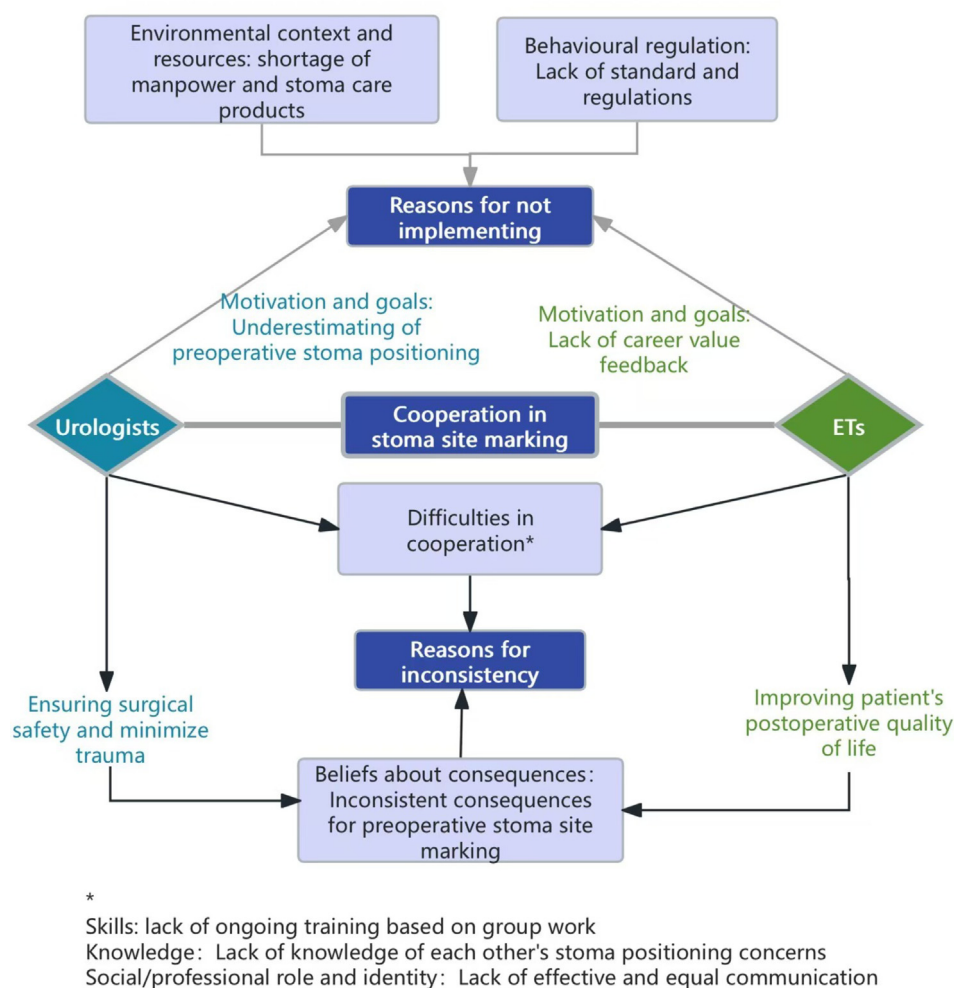 Environmental context and
resources: shortage of
manpower and stoma care
products
Behavioural regulation:
Lack of standard and
regulations
Reasons for not
implementing
Motivation and goals:
Underestimating of
preoperative stoma positioning
Motivation and goals:
Lack of career value
feedback
Urologists
Cooperation in
stoma site marking
ETs
Difficulties in
cooperation*
Reasons for
inconsistency
Ensuring surgical
safety and minimize
trauma
Improving patient's
postoperative quality
of life
Beliefs about consequences:
Inconsistent consequences
for preoperative stoma site
marking
*
Skills: lack of ongoing training based on group work
Knowledge: Lack of knowledge of each other's stoma positioning concerns
Social/professional role and identity: Lack of effective and equal communication